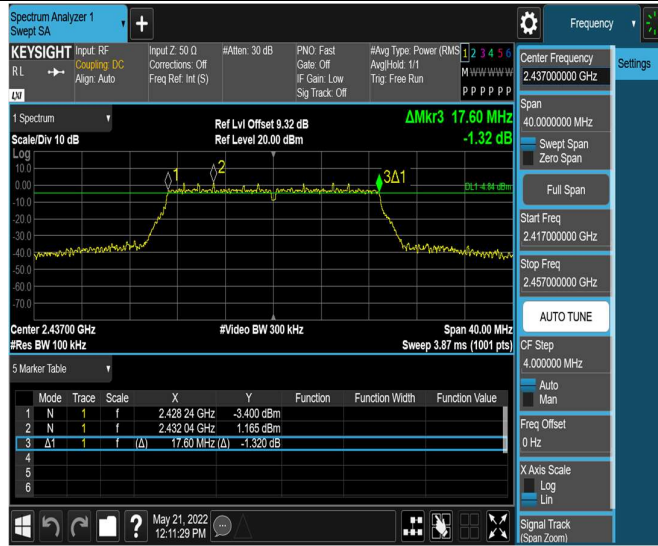 Spectrum Analyzer 1
Swept SA
Frequency
KEYSIGHT
RL
LXI
Input: RF
Coupling: DC
Align: Auto
Input Z: 50 Ω
Corrections: Off
Freq Ref: Int (S)
#Atten: 30 dB
PNO: Fast
Gate: Off
IF Gain: Low
Sig Track: Off
#Avg Type: Power (RMS
Avg|Hold: 1/1
Trig: Free Run
1 2 3 4 5 6
M W W W W W
P P P P P P
1 Spectrum
Scale/Div 10 dB
Ref Lvl Offset 9.32 dB
Ref Level 20.00 dBm
ΔMkr3 17.60 MHz
-1.32 dB
Log
10.0
0.00
-10.0
-20.0
-30.0
-40.0
-50.0
-60.0
-70.0
1
2
3Δ1
DL1 -4.84 dBm
Center 2.43700 GHz
#Res BW 100 kHz
#Video BW 300 kHz
Span 40.00 MHz
Sweep 3.87 ms (1001 pts)
5 Marker Table
Mode Trace Scale X Y Function Function Width Function Value
1 N 1 f 2.428 24 GHz -3.400 dBm
2 N 1 f 2.432 04 GHz 1.165 dBm
3 Δ1 1 f (Δ) 17.60 MHz (Δ) -1.320 dB
4
5
6
May 21, 2022
12:11:29 PM
Center Frequency
2.437000000 GHz
Span
40.0000000 MHz
Swept Span
Zero Span
Full Span
Start Freq
2.417000000 GHz
Stop Freq
2.457000000 GHz
AUTO TUNE
CF Step
4.000000 MHz
Auto
Man
Freq Offset
0 Hz
X Axis Scale
Log
Lin
Signal Track
(Span Zoom)
Settings